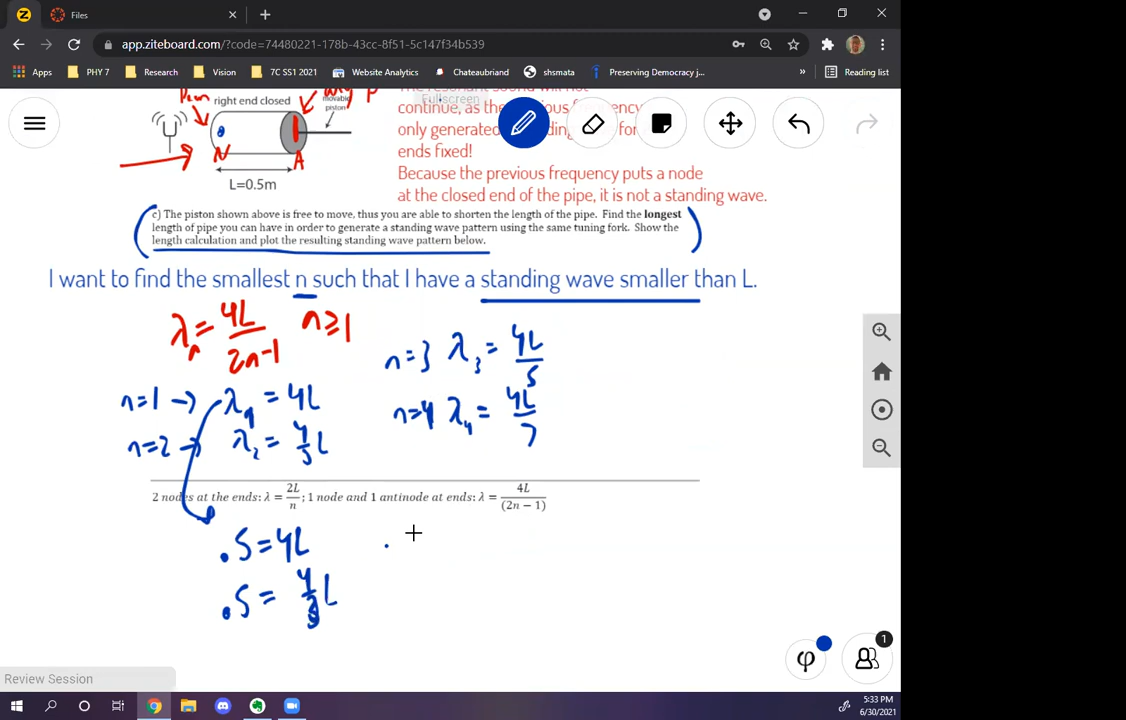 Files
app.ziteboard.com/?code=74480221-178b-43cc-8f51-5c147f34b539
Apps
PHY 7
Research
Vision
7C SS1 2021
Website Analytics
Chateaubriand
shsmata
Preserving Democracy j...
»
Reading list
right end closed
movable
piston
N
A
L=0.5m
Fullscreen
continue, as the
only generated
ends fixed!
Because the previous frequency puts a node
at the closed end of the pipe, it is not a standing wave.
c) The piston shown above is free to move, thus you are able to shorten the length of the pipe. Find the longest
length of pipe you can have in order to generate a standing wave pattern using the same tuning fork. Show the
length calculation and plot the resulting standing wave pattern below.
I want to find the smallest n such that I have a standing wave smaller than L.
λn = 4L/2n-1 n≥1
n=1 → λ1 = 4L
n=2 → λ2 = 4/3 L
n=3 λ3 = 4L/5
n=4 λ4 = 4L/7
2 nodes at the ends: λ = 2L/n; 1 node and 1 antinode at ends: λ = 4L/(2n − 1)
.5 = 4L
Review Session
1
5:33 PM
6/30/2021